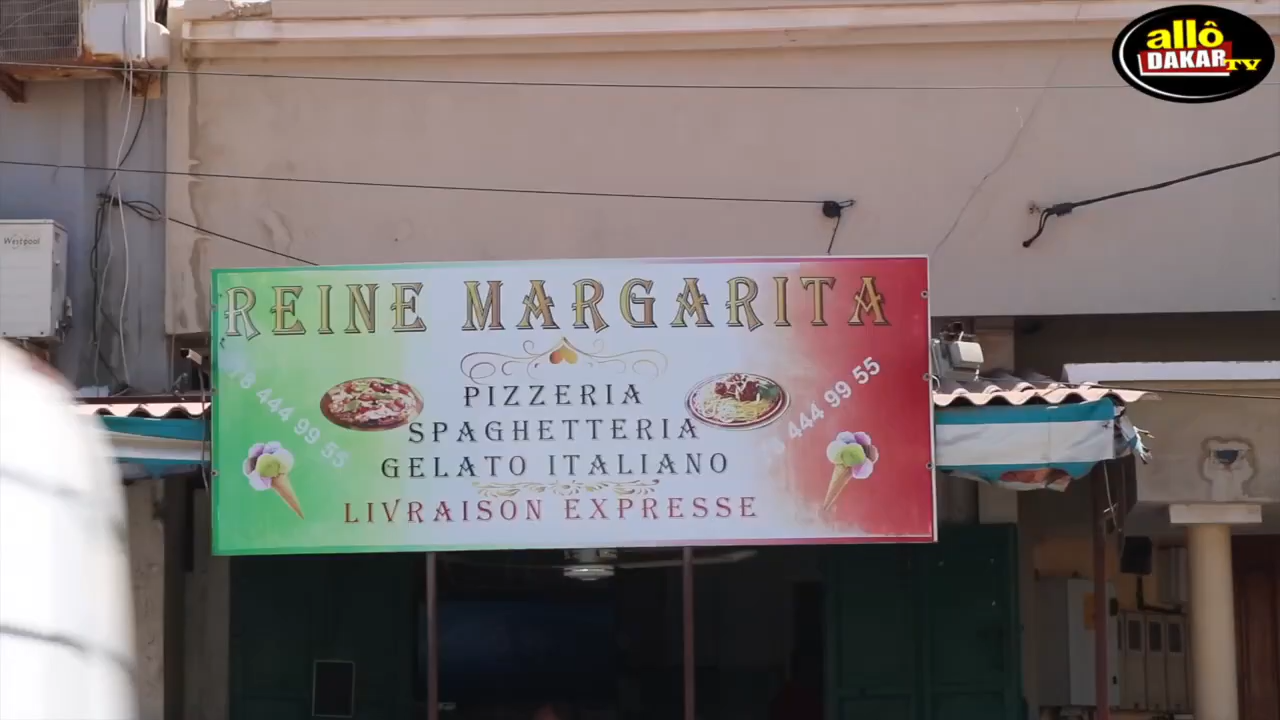 allô
DAKAR TV
Westpool
REINE MARGARITA
PIZZERIA
SPAGHETTERIA
GELATO ITALIANO
LIVRAISON EXPRESSE
444 99 55
444 99 55